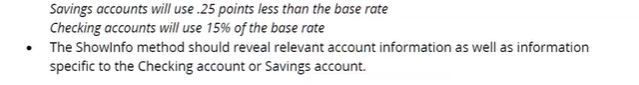 Savings accounts will use .25 points less than the base rate
Checking accounts will use 15% of the base rate
• The ShowInfo method should reveal relevant account information as well as information
specific to the Checking account or Savings account.